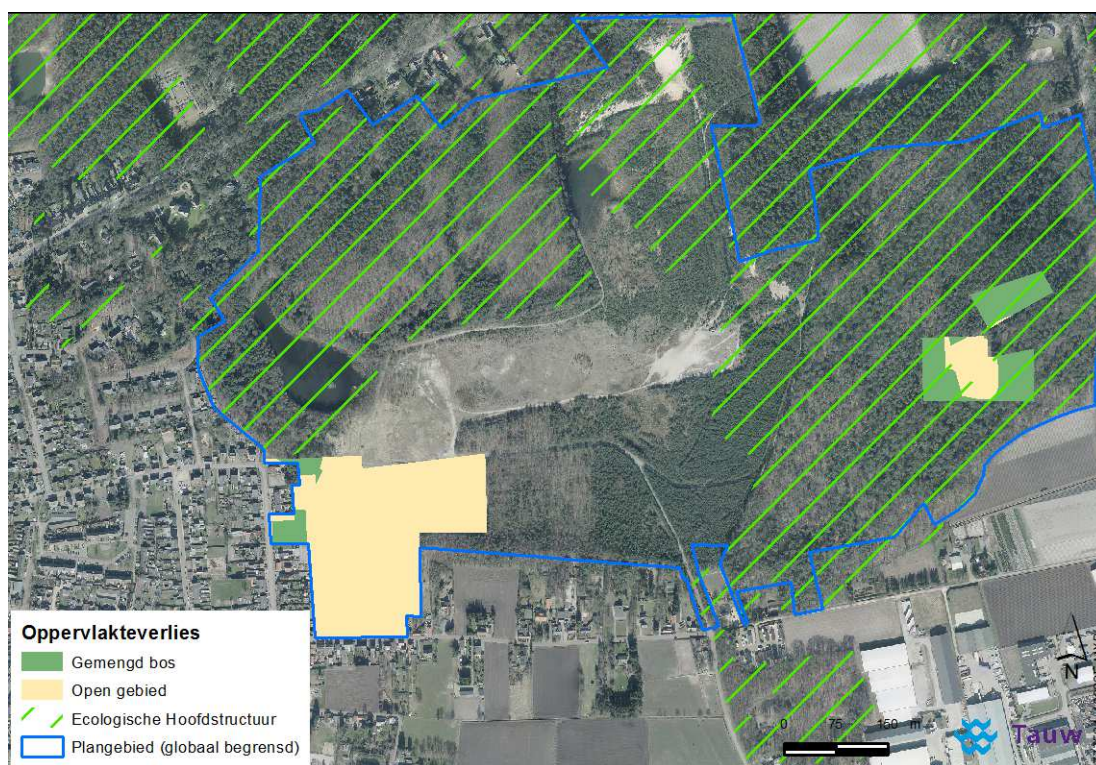 Oppervlakteverlies
Gemengd bos
Open gebied
Ecologische Hoofdstructuur
Plangebied (globaal begrensd)
N
0 75 150 m
Tauw